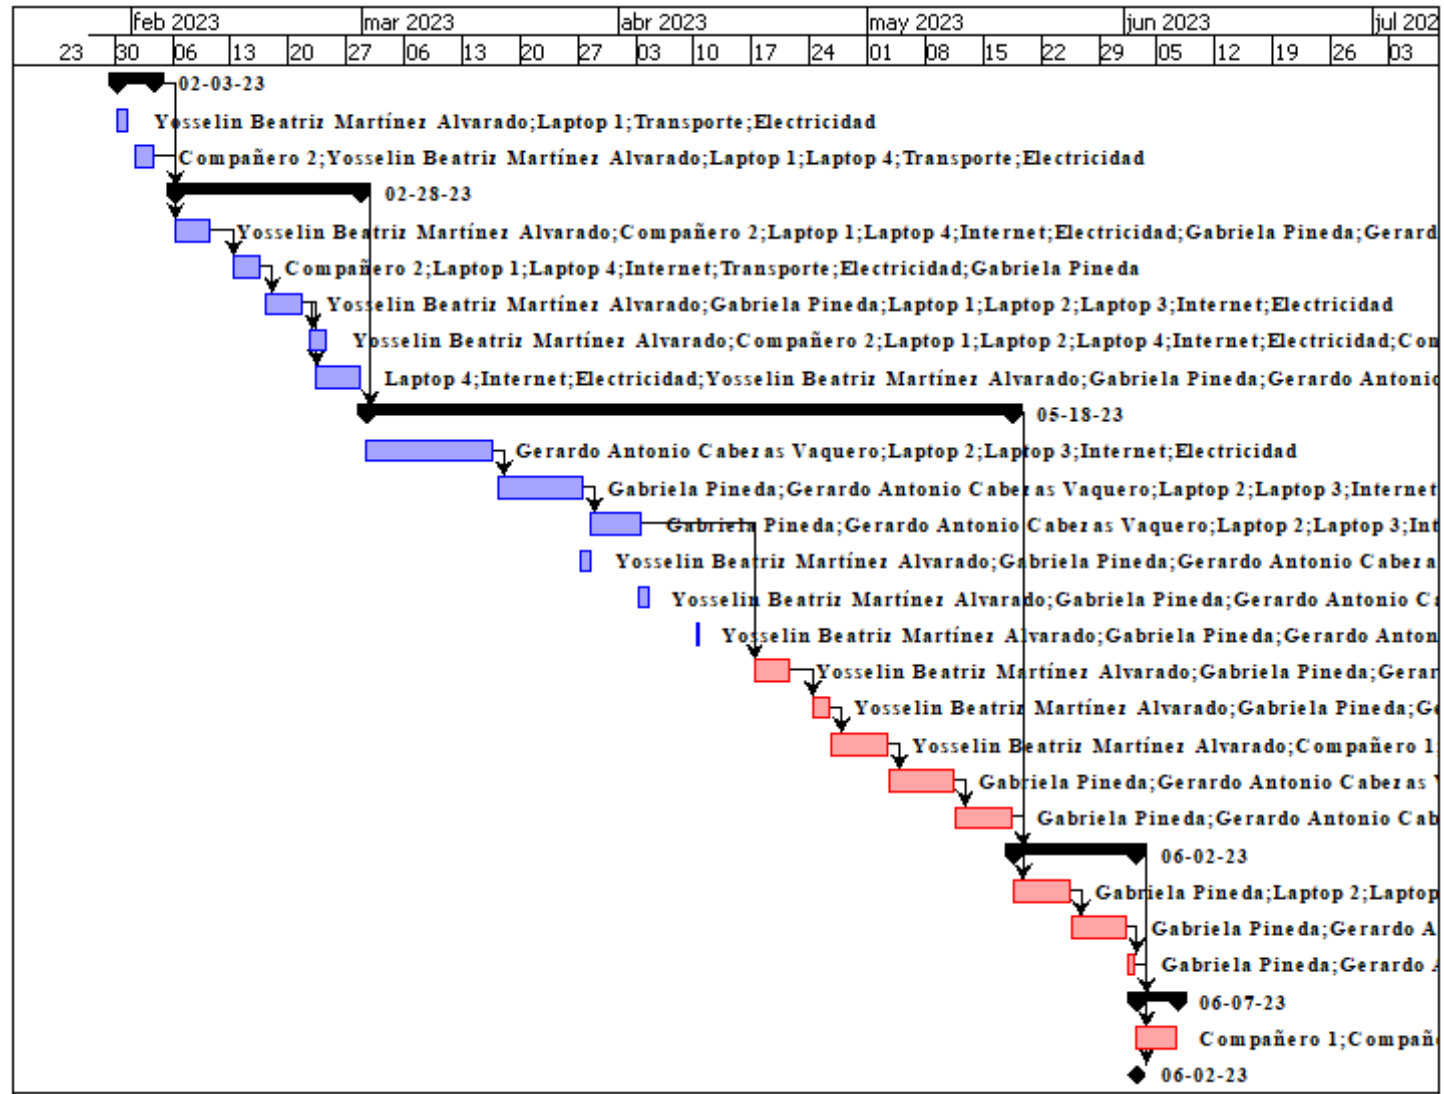 feb 2023 mar 2023 abr 2023 may 2023 jun 2023 jul 202
23 30 06 13 20 27 06 13 20 27 03 10 17 24 01 08 15 22 29 05 12 19 26 03
02-03-23
Yosselin Beatriz Martínez Alvarado;Laptop 1;Transporte;Electricidad
Compañero 2;Yosselin Beatriz Martínez Alvarado;Laptop 1;Laptop 4;Transporte;Electricidad
02-28-23
Yosselin Beatriz Martínez Alvarado;Compañero 2;Laptop 1;Laptop 4;Internet;Electricidad;Gabriela Pineda;Gerard
Compañero 2;Laptop 1;Laptop 4;Internet;Transporte;Electricidad;Gabriela Pineda
Yosselin Beatriz Martínez Alvarado;Gabriela Pineda;Laptop 1;Laptop 2;Laptop 3;Internet;Electricidad
Yosselin Beatriz Martínez Alvarado;Compañero 2;Laptop 1;Laptop 2;Laptop 4;Internet;Electricidad;Com
Laptop 4;Internet;Electricidad;Yosselin Beatriz Martínez Alvarado;Gabriela Pineda;Gerardo Antonio
05-18-23
Gerardo Antonio Cabezas Vaquero;Laptop 2;Laptop 3;Internet;Electricidad
Gabriela Pineda;Gerardo Antonio Cabezas Vaquero;Laptop 2;Laptop 3;Internet
Gabriela Pineda;Gerardo Antonio Cabezas Vaquero;Laptop 2;Laptop 3;Int
Yosselin Beatriz Martínez Alvarado;Gabriela Pineda;Gerardo Antonio Cabeza
Yosselin Beatriz Martínez Alvarado;Gabriela Pineda;Gerardo Antonio C
Yosselin Beatriz Martínez Alvarado;Gabriela Pineda;Gerardo Anton
Yosselin Beatriz Martínez Alvarado;Gabriela Pineda;Gerar
Yosselin Beatriz Martínez Alvarado;Gabriela Pineda;Ge
Yosselin Beatriz Martínez Alvarado;Compañero 1
Gabriela Pineda;Gerardo Antonio Cabezas
Gabriela Pineda;Gerardo Antonio Cab
06-02-23
Gabriela Pineda;Laptop 2;Laptop
Gabriela Pineda;Gerardo A
Gabriela Pineda;Gerardo
06-07-23
Compañero 1;Compañ
06-02-23